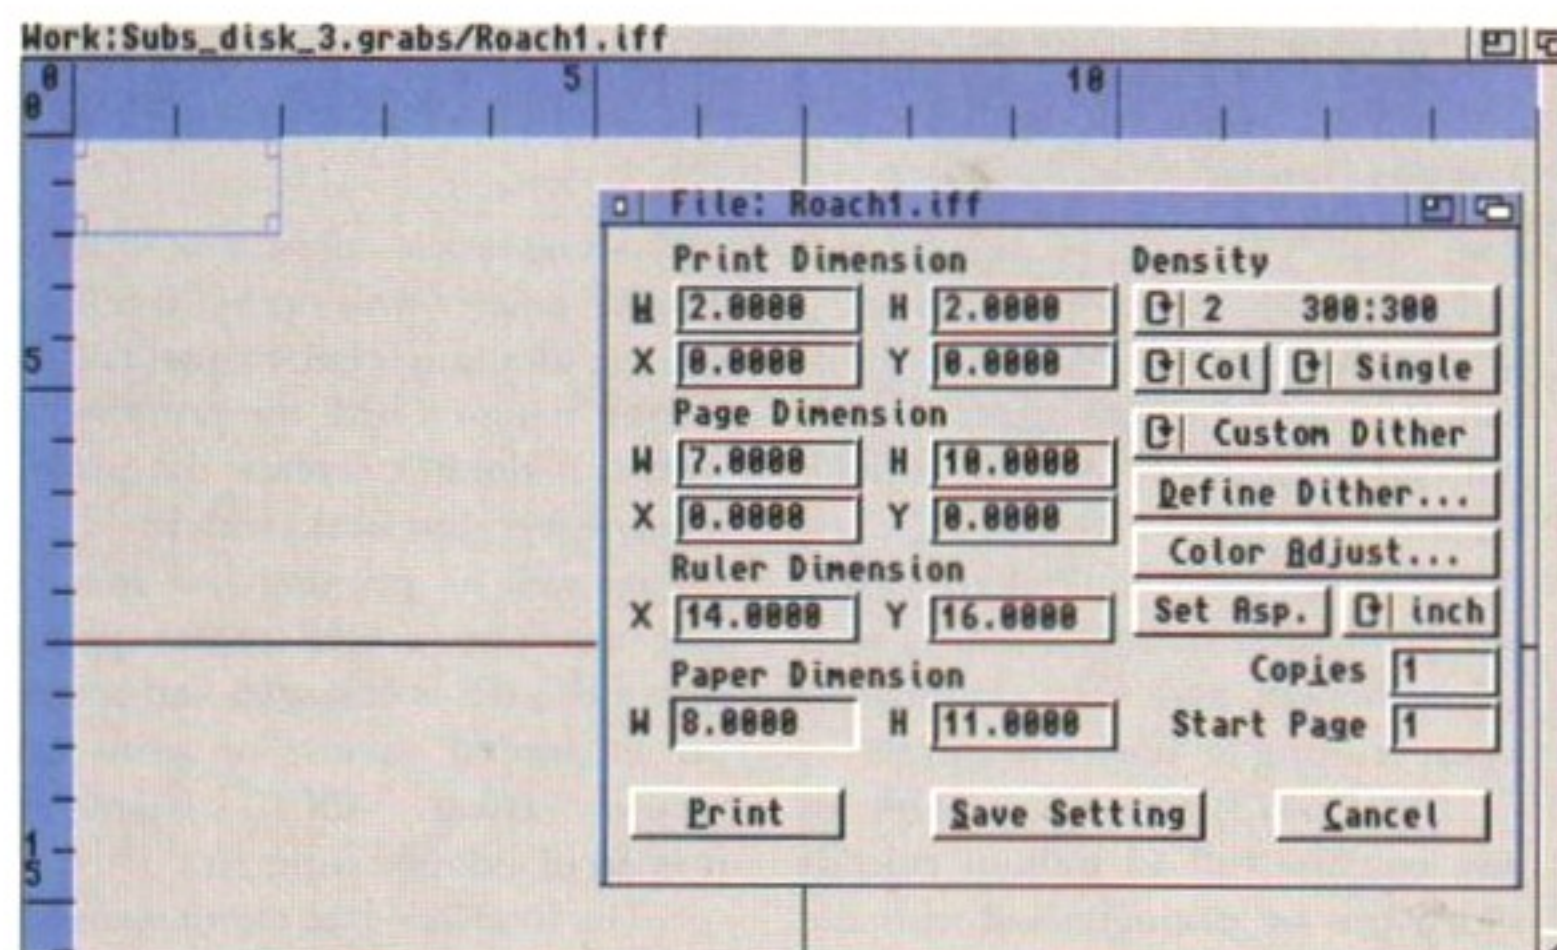 Work:Subs_disk_3.grabs/Roach1.iff
0 5 10
0
File: Roach1.iff
Print Dimension Density
W 2.0000 H 2.0000 2 300:300
X 0.0000 Y 0.0000 Col Single
5
Page Dimension Custom Dither
W 7.0000 H 10.0000
Define Dither...
X 0.0000 Y 0.0000
Color Adjust...
Ruler Dimension
X 14.0000 Y 16.0000 Set Asp. inch
Paper Dimension Copies 1
W 8.0000 H 11.0000 Start Page 1
Print Save Setting Cancel
15